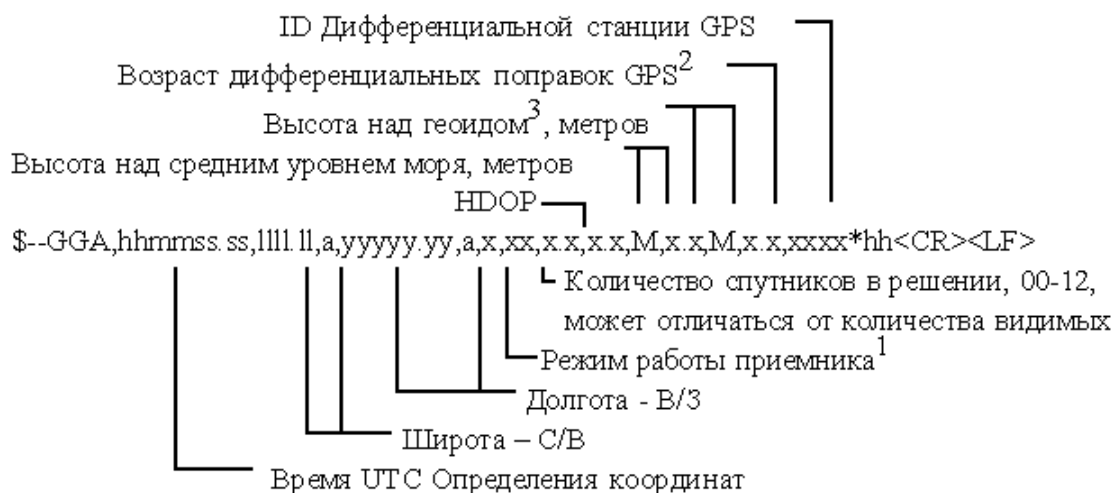 ID Дифференциальной станции GPS
Возраст дифференциальных поправок GPS2
Высота над геоидом3, метров
Высота над средним уровнем моря, метров
HDOP
$--GGA,hhmmss.ss,llll.ll,a,yyyyy.yy,a,x,xx,x.x,x.x,M,x.x,M,x.x,xxxx*hh<CR><LF>
Количество спутников в решении, 00-12,
может отличаться от количества видимых
Режим работы приемника1
Долгота - В/З
Широта – С/В
Время UTC Определения координат